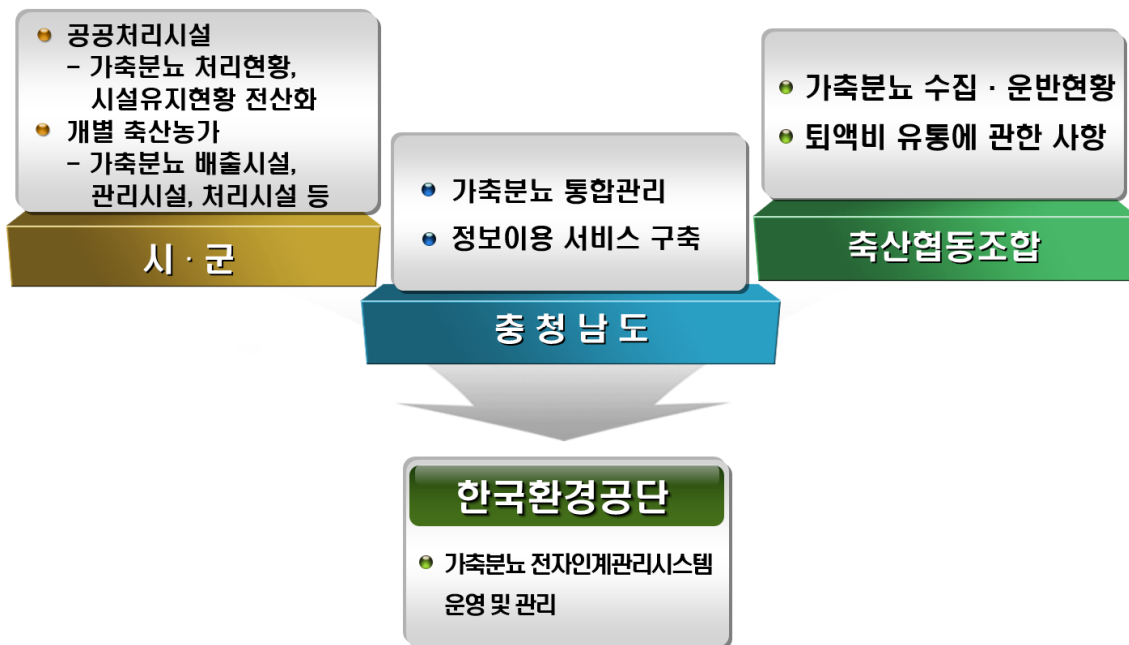 공공처리시설
- 가축분뇨 처리현황,
시설유지현황 전산화
개별 축산농가
- 가축분뇨 배출시설,
관리시설, 처리시설 등
시 · 군
가축분뇨 통합관리
정보이용 서비스 구축
충 청 남 도
가축분뇨 수집 · 운반현황
퇴액비 유통에 관한 사항
축산협동조합
한국환경공단
가축분뇨 전자인계관리시스템
운영 및 관리